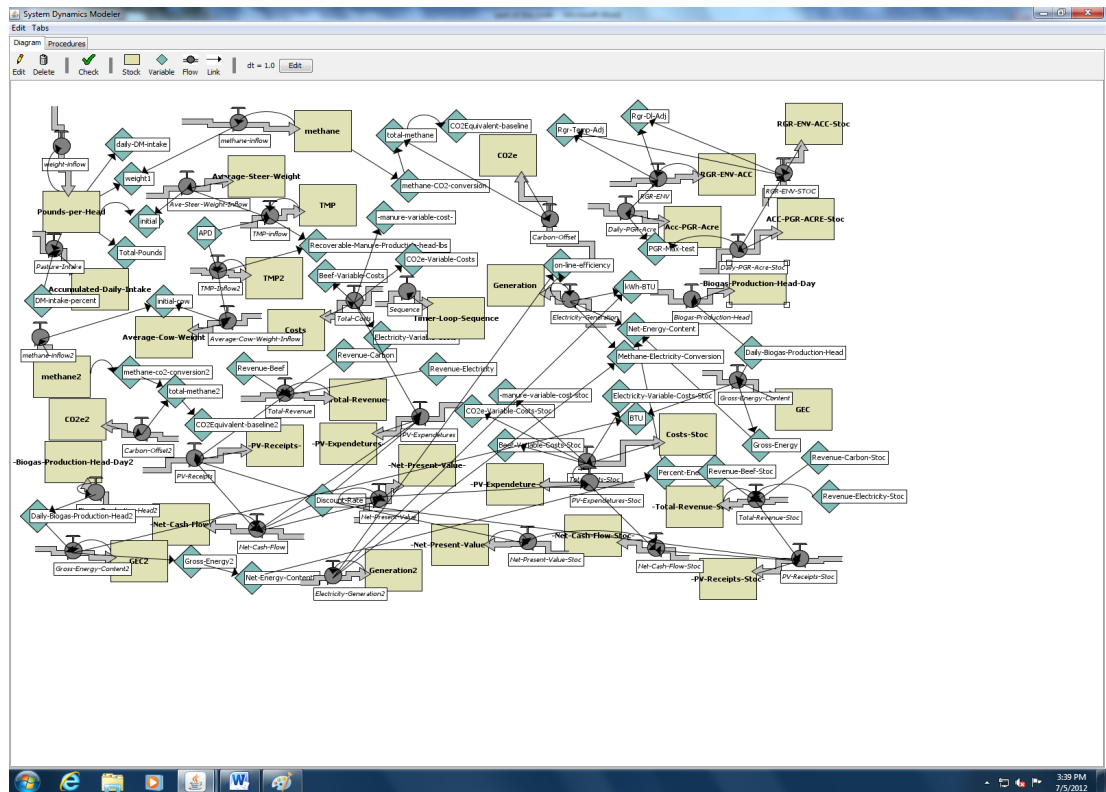 System Dynamics Modeler
Edit Tabs
Diagram Procedures
Edit Delete Check Stock Variable Flow Link dt = 1.0 Edit
weight-inflow
daily-DM-intake
weight1
Pounds-per-Head
initial
Total-Pounds
Pasture-Intake
Accumulated-Daily-Intake
DM-intake-percent
initial-cow
methane-inflow
methane
Average-Steer-Weight
Ave-Steer-Weight-Inflow
TMP
TMP-inflow
APD
Recoverable-Manure-Production-head-lbs
TMP2
TMP-Inflow2
Average-Cow-Weight
Average-Cow-Weight-Inflow
total-methane
CO2Equivalent-baseline
methane-CO2-conversion
CO2e
Carbon-Offset
-manure-variable-cost-
CO2e-Variable-Costs
Beef-Variable-Costs
Costs
Total-Costs
Sequence
Timer-Loop-Sequence
Electricity-Variable-
Rgr-Temp-Adj
Rgr-Dl-Adj
RGR-ENV-ACC-Stoc
RGR-ENV-ACC
RGR-ENV
RGR-ENV-STOC
Acc-PGR-Acre
Daily-PGR-Acre
ACC-PGR-ACRE-Stoc
PGR-Max-test
Daily-PGR-Acre-Stoc
on-line-efficiency
Generation
Electricity-Generation
kWh-BTU
-Biogas-Production-Head-Day
Biogas-Production-Head
Net-Energy-Content
Methane-Electricity-Conversion
Daily-Biogas-Production-Head
Gross-Energy-Content
GEC
Gross-Energy
methane-inflow2
methane2
methane-co2-conversion2
total-methane2
CO2e2
CO2Equivalent-baseline2
Carbon-Offset2
Revenue-Carbon
Revenue-Beef
Revenue-Electricity
Total-Revenue-
Total-Revenue
-PV-Receipts-
PV-Receipts
-PV-Expendetures-
PV-Expendetures
-manure-variable-cost-stoc
CO2e-Variable-Costs-Stoc
Electricity-Variable-Costs-Stoc
BTU
Beef-Variable-Costs-Stoc
Costs-Stoc
-PV-Expendeture-
PV-Expendetures-Stoc
Revenue-Carbon-Stoc
Revenue-Beef-Stoc
Revenue-Electricity-Stoc
Total-Revenue-Stoc
-Biogas-Production-Head-Day2
Daily-Biogas-Production-Head2
Gross-Energy-Content2
GEC2
Gross-Energy2
Net-Energy-Content
-Net-Cash-Flow
Net-Cash-Flow
-Net-Present-Value-
Discount-Rate
Net-Present-Value
Generation2
Electricity-Generation2
-Net-Present-Value
Net-Present-Value-Stoc
-Net-Cash-Flow-Stoc-
Net-Cash-Flow-Stoc
-PV-Receipts-Stoc-
PV-Receipts-Stoc
3:39 PM
7/5/2012